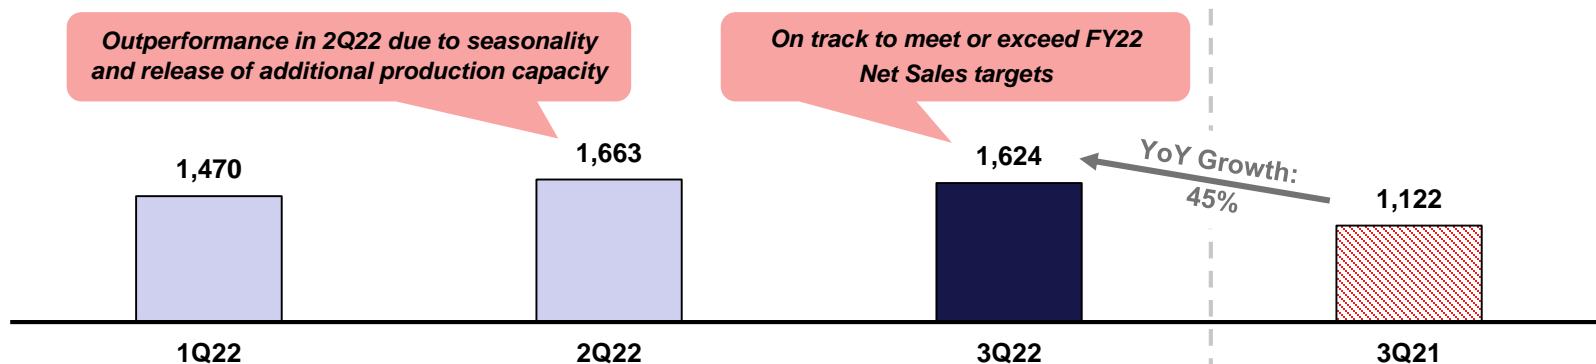 Outperformance in 2Q22 due to seasonality
and release of additional production capacity
On track to meet or exceed FY22
Net Sales targets
1,470
1,663
1,624
YoY Growth:
45%
1,122
1Q22
2Q22
3Q22
3Q21